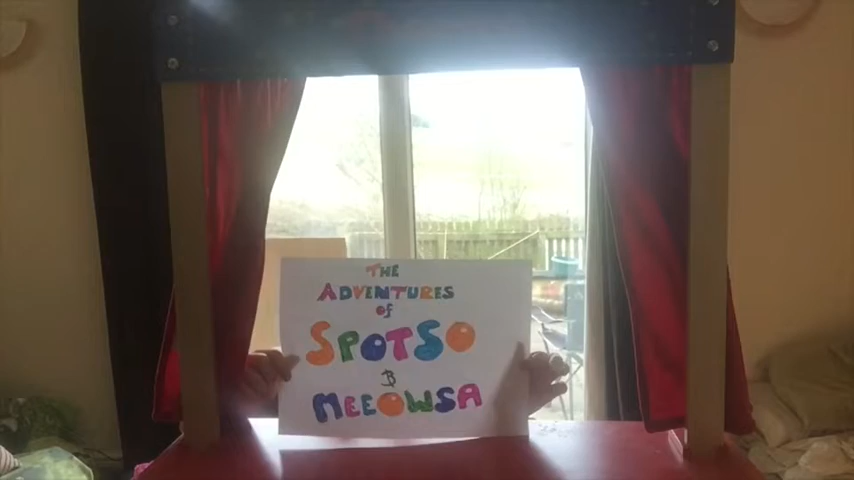 THE
ADVENTURES
of
SPOTSO
&
MEEOWSA